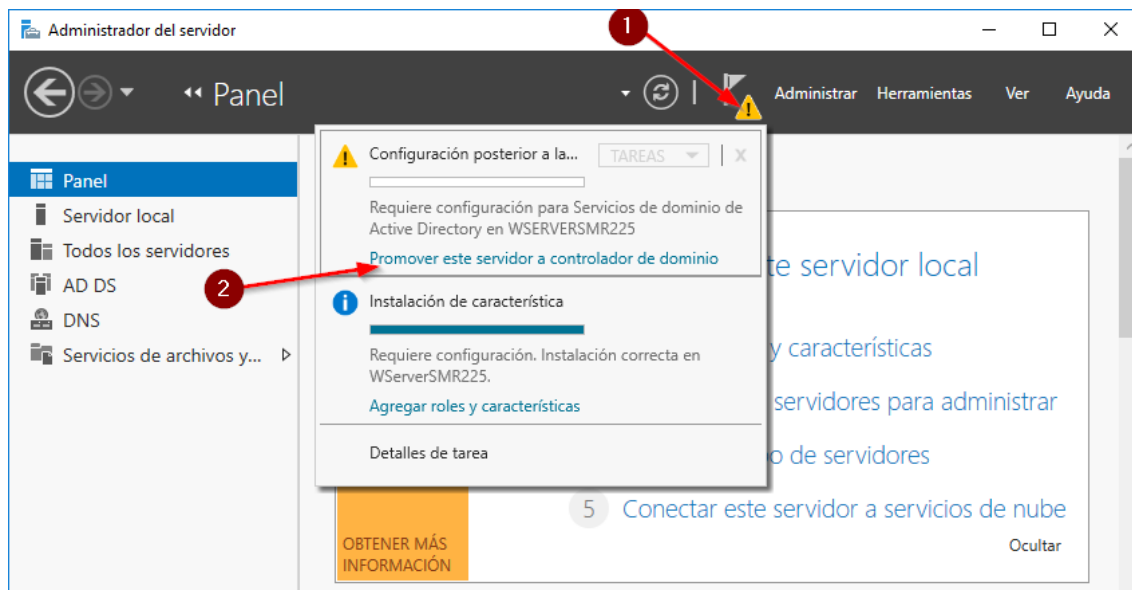 Administrador del servidor
1
Panel
Administrar Herramientas Ver Ayuda
Panel
Servidor local
Todos los servidores
AD DS
DNS
Servicios de archivos y...
2
Configuración posterior a la...
TAREAS
X
Requiere configuración para Servicios de dominio de
Active Directory en WSERVERSMR225
Promover este servidor a controlador de dominio
Instalación de característica
Requiere configuración. Instalación correcta en
WServerSMR225.
Agregar roles y características
Detalles de tarea
te servidor local
y características
servidores para administrar
o de servidores
5 Conectar este servidor a servicios de nube
OBTENER MÁS
INFORMACIÓN
Ocultar